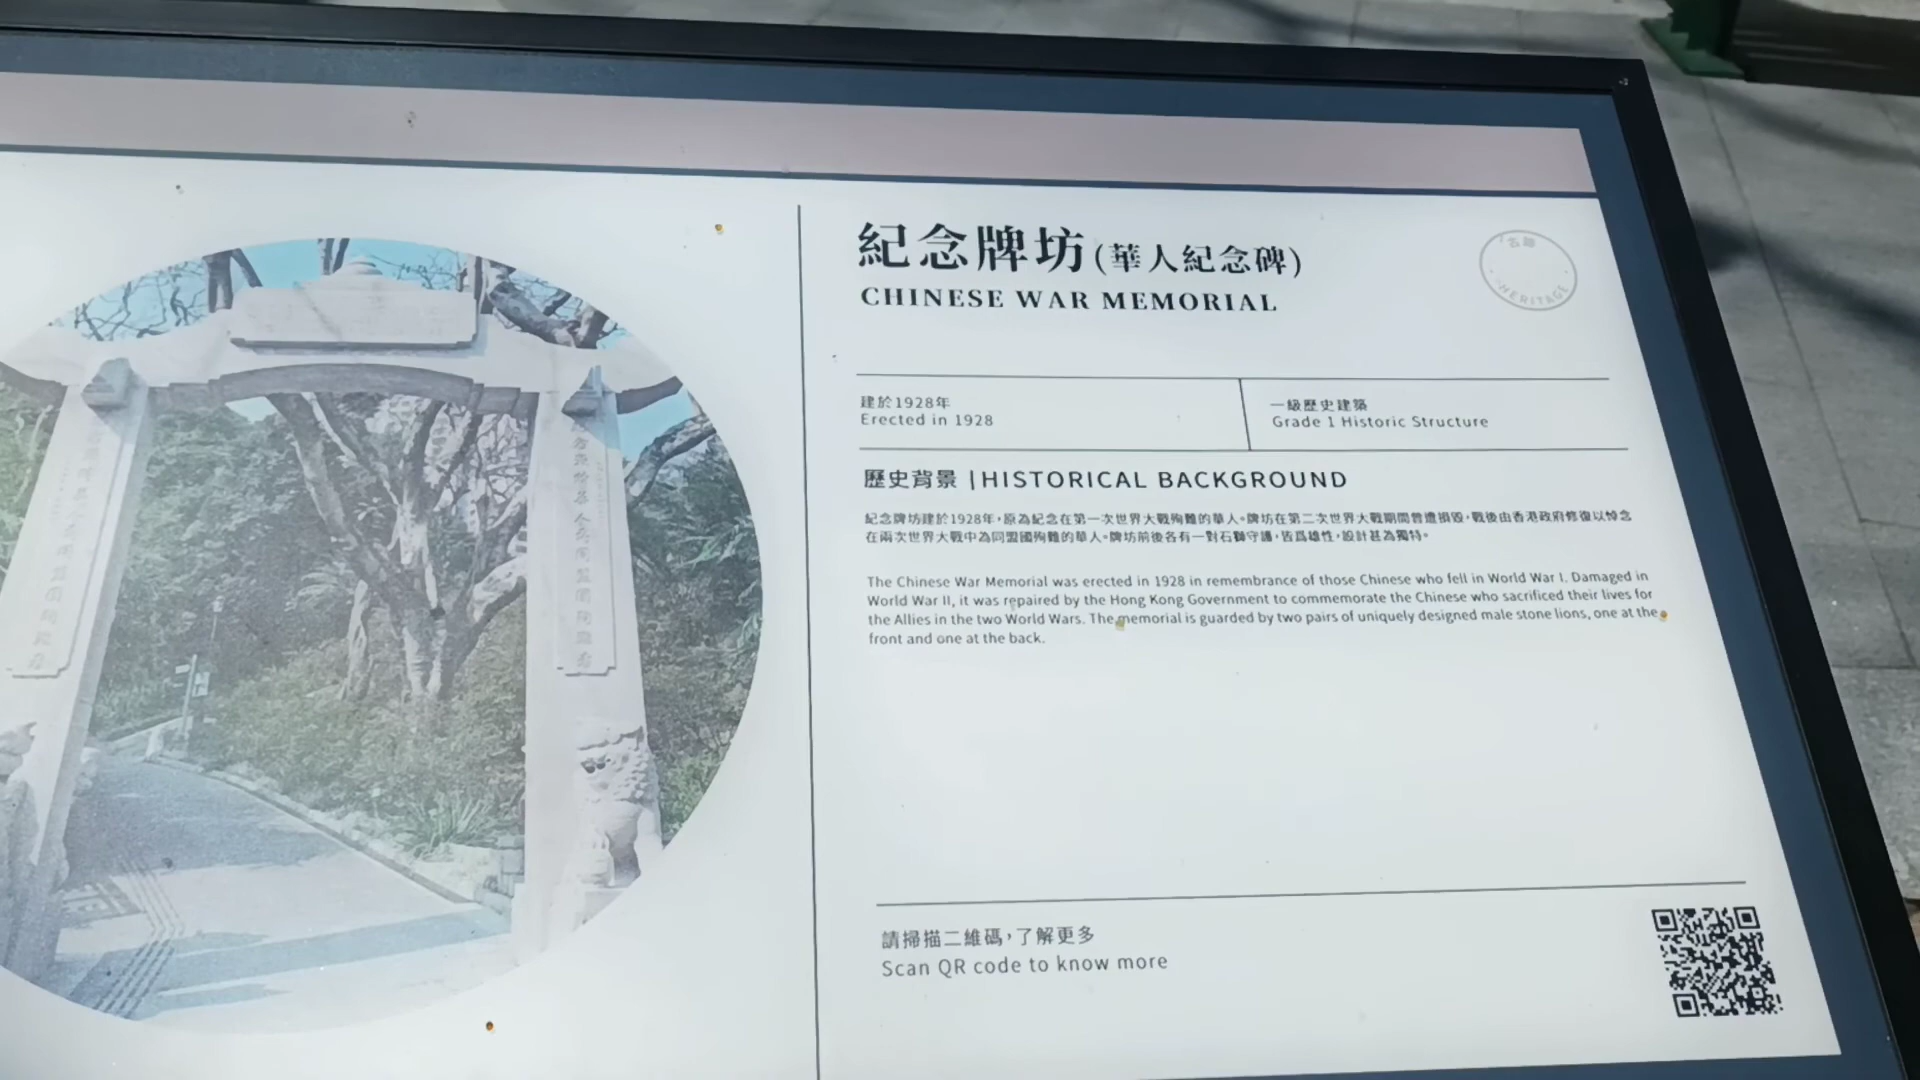 紀念牌坊(華人紀念碑)
CHINESE WAR MEMORIAL
古蹟
HERITAGE
建於1928年
Erected in 1928
一級歷史建築
Grade 1 Historic Structure
歷史背景 | HISTORICAL BACKGROUND
紀念牌坊建於1928年，原為紀念在第一次世界大戰殉難的華人。牌坊在第二次世界大戰期間曾遭損毀，戰後由香港政府修復以悼念
在兩次世界大戰中為同盟國殉難的華人。牌坊前後各有一對石獅守護，皆爲雄性，設計甚為獨特。
The Chinese War Memorial was erected in 1928 in remembrance of those Chinese who fell in World War I. Damaged in
World War II, it was repaired by the Hong Kong Government to commemorate the Chinese who sacrificed their lives for
the Allies in the two World Wars. The memorial is guarded by two pairs of uniquely designed male stone lions, one at the
front and one at the back.
請掃描二維碼，了解更多
Scan QR code to know more